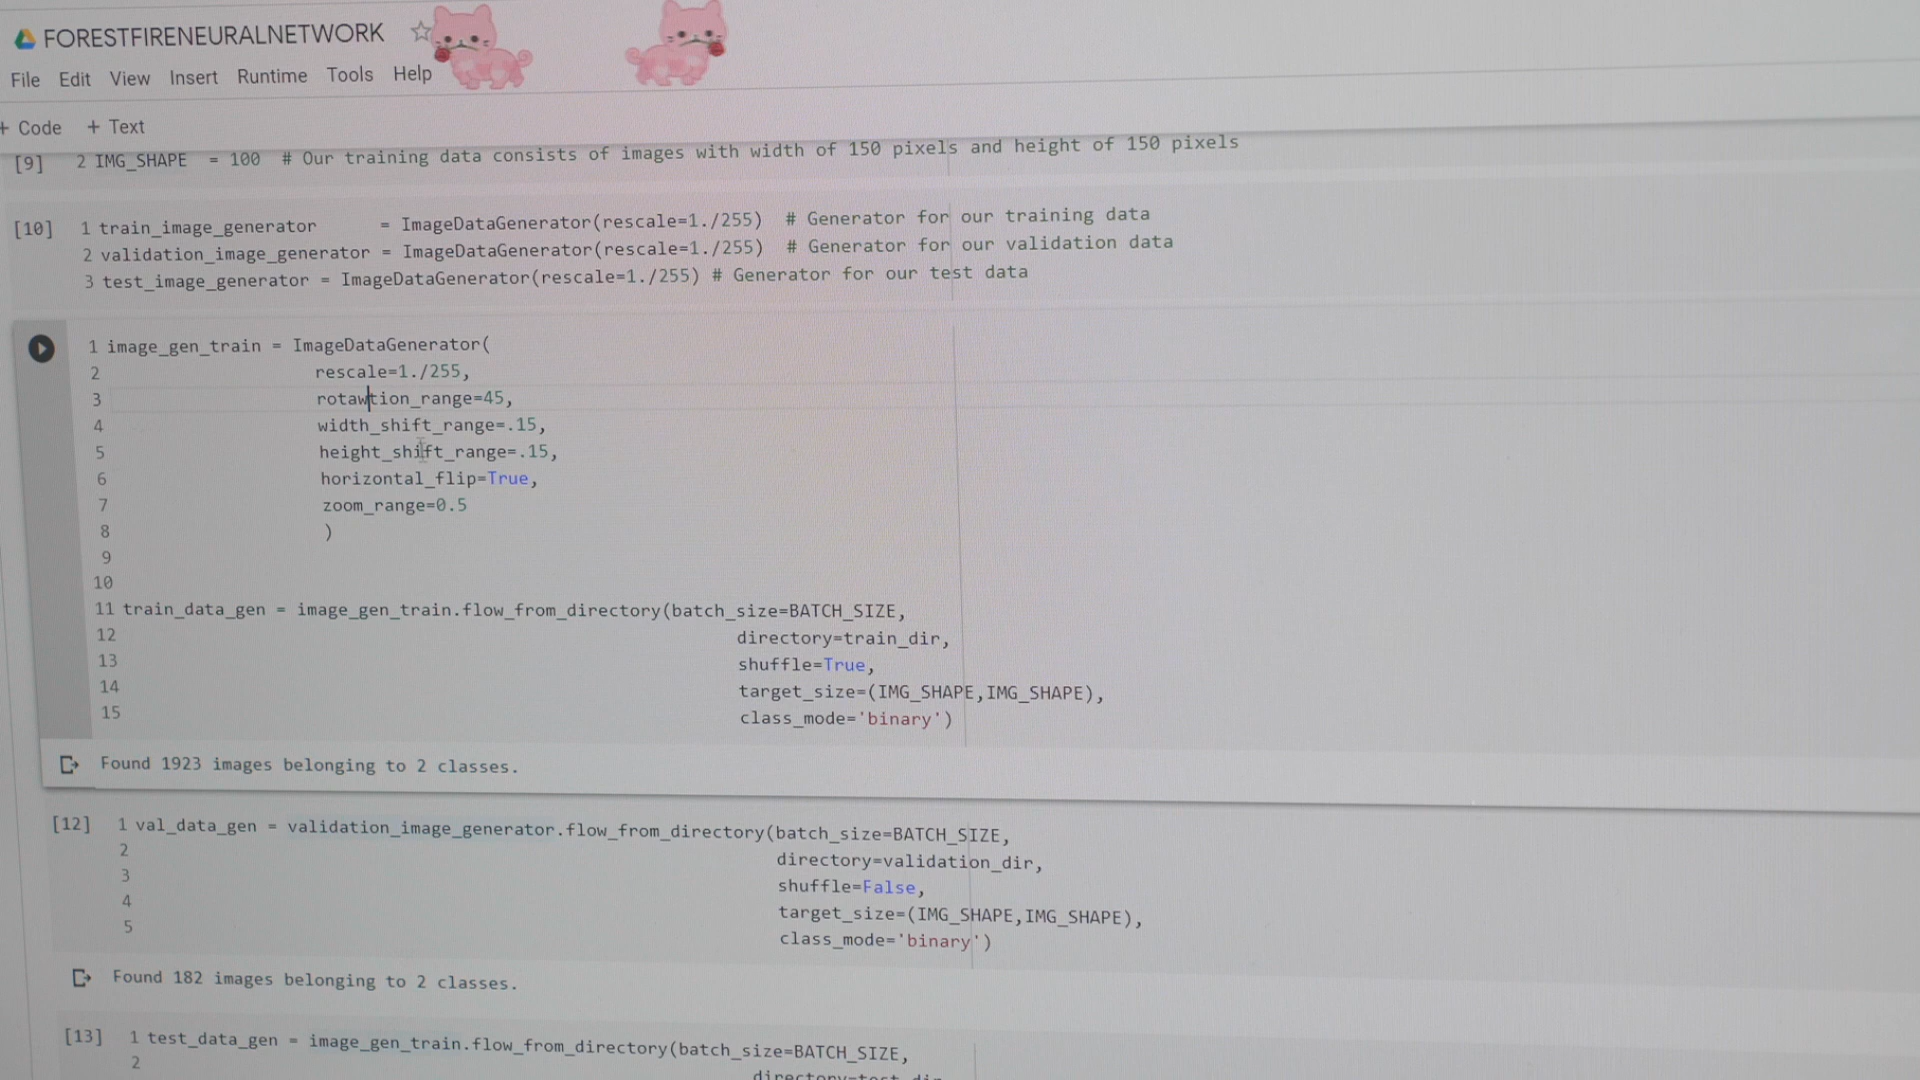 FORESTFIRENEURALNETWORK
File Edit View Insert Runtime Tools Help
+ Code + Text
[9] 2 IMG_SHAPE = 100 # Our training data consists of images with width of 150 pixels and height of 150 pixels
[10] 1 train_image_generator = ImageDataGenerator(rescale=1./255) # Generator for our training data
2 validation_image_generator = ImageDataGenerator(rescale=1./255) # Generator for our validation data
3 test_image_generator = ImageDataGenerator(rescale=1./255) # Generator for our test data
1 image_gen_train = ImageDataGenerator(
2 rescale=1./255,
3 rotawtion_range=45,
4 width_shift_range=.15,
5 height_shift_range=.15,
6 horizontal_flip=True,
7 zoom_range=0.5
8 )
9
10
11 train_data_gen = image_gen_train.flow_from_directory(batch_size=BATCH_SIZE,
12 directory=train_dir,
13 shuffle=True,
14 target_size=(IMG_SHAPE,IMG_SHAPE),
15 class_mode='binary')
Found 1923 images belonging to 2 classes.
[12] 1 val_data_gen = validation_image_generator.flow_from_directory(batch_size=BATCH_SIZE,
2 directory=validation_dir,
3 shuffle=False,
4 target_size=(IMG_SHAPE,IMG_SHAPE),
5 class_mode='binary')
Found 182 images belonging to 2 classes.
[13] 1 test_data_gen = image_gen_train.flow_from_directory(batch_size=BATCH_SIZE,
2 directory=test_dir,